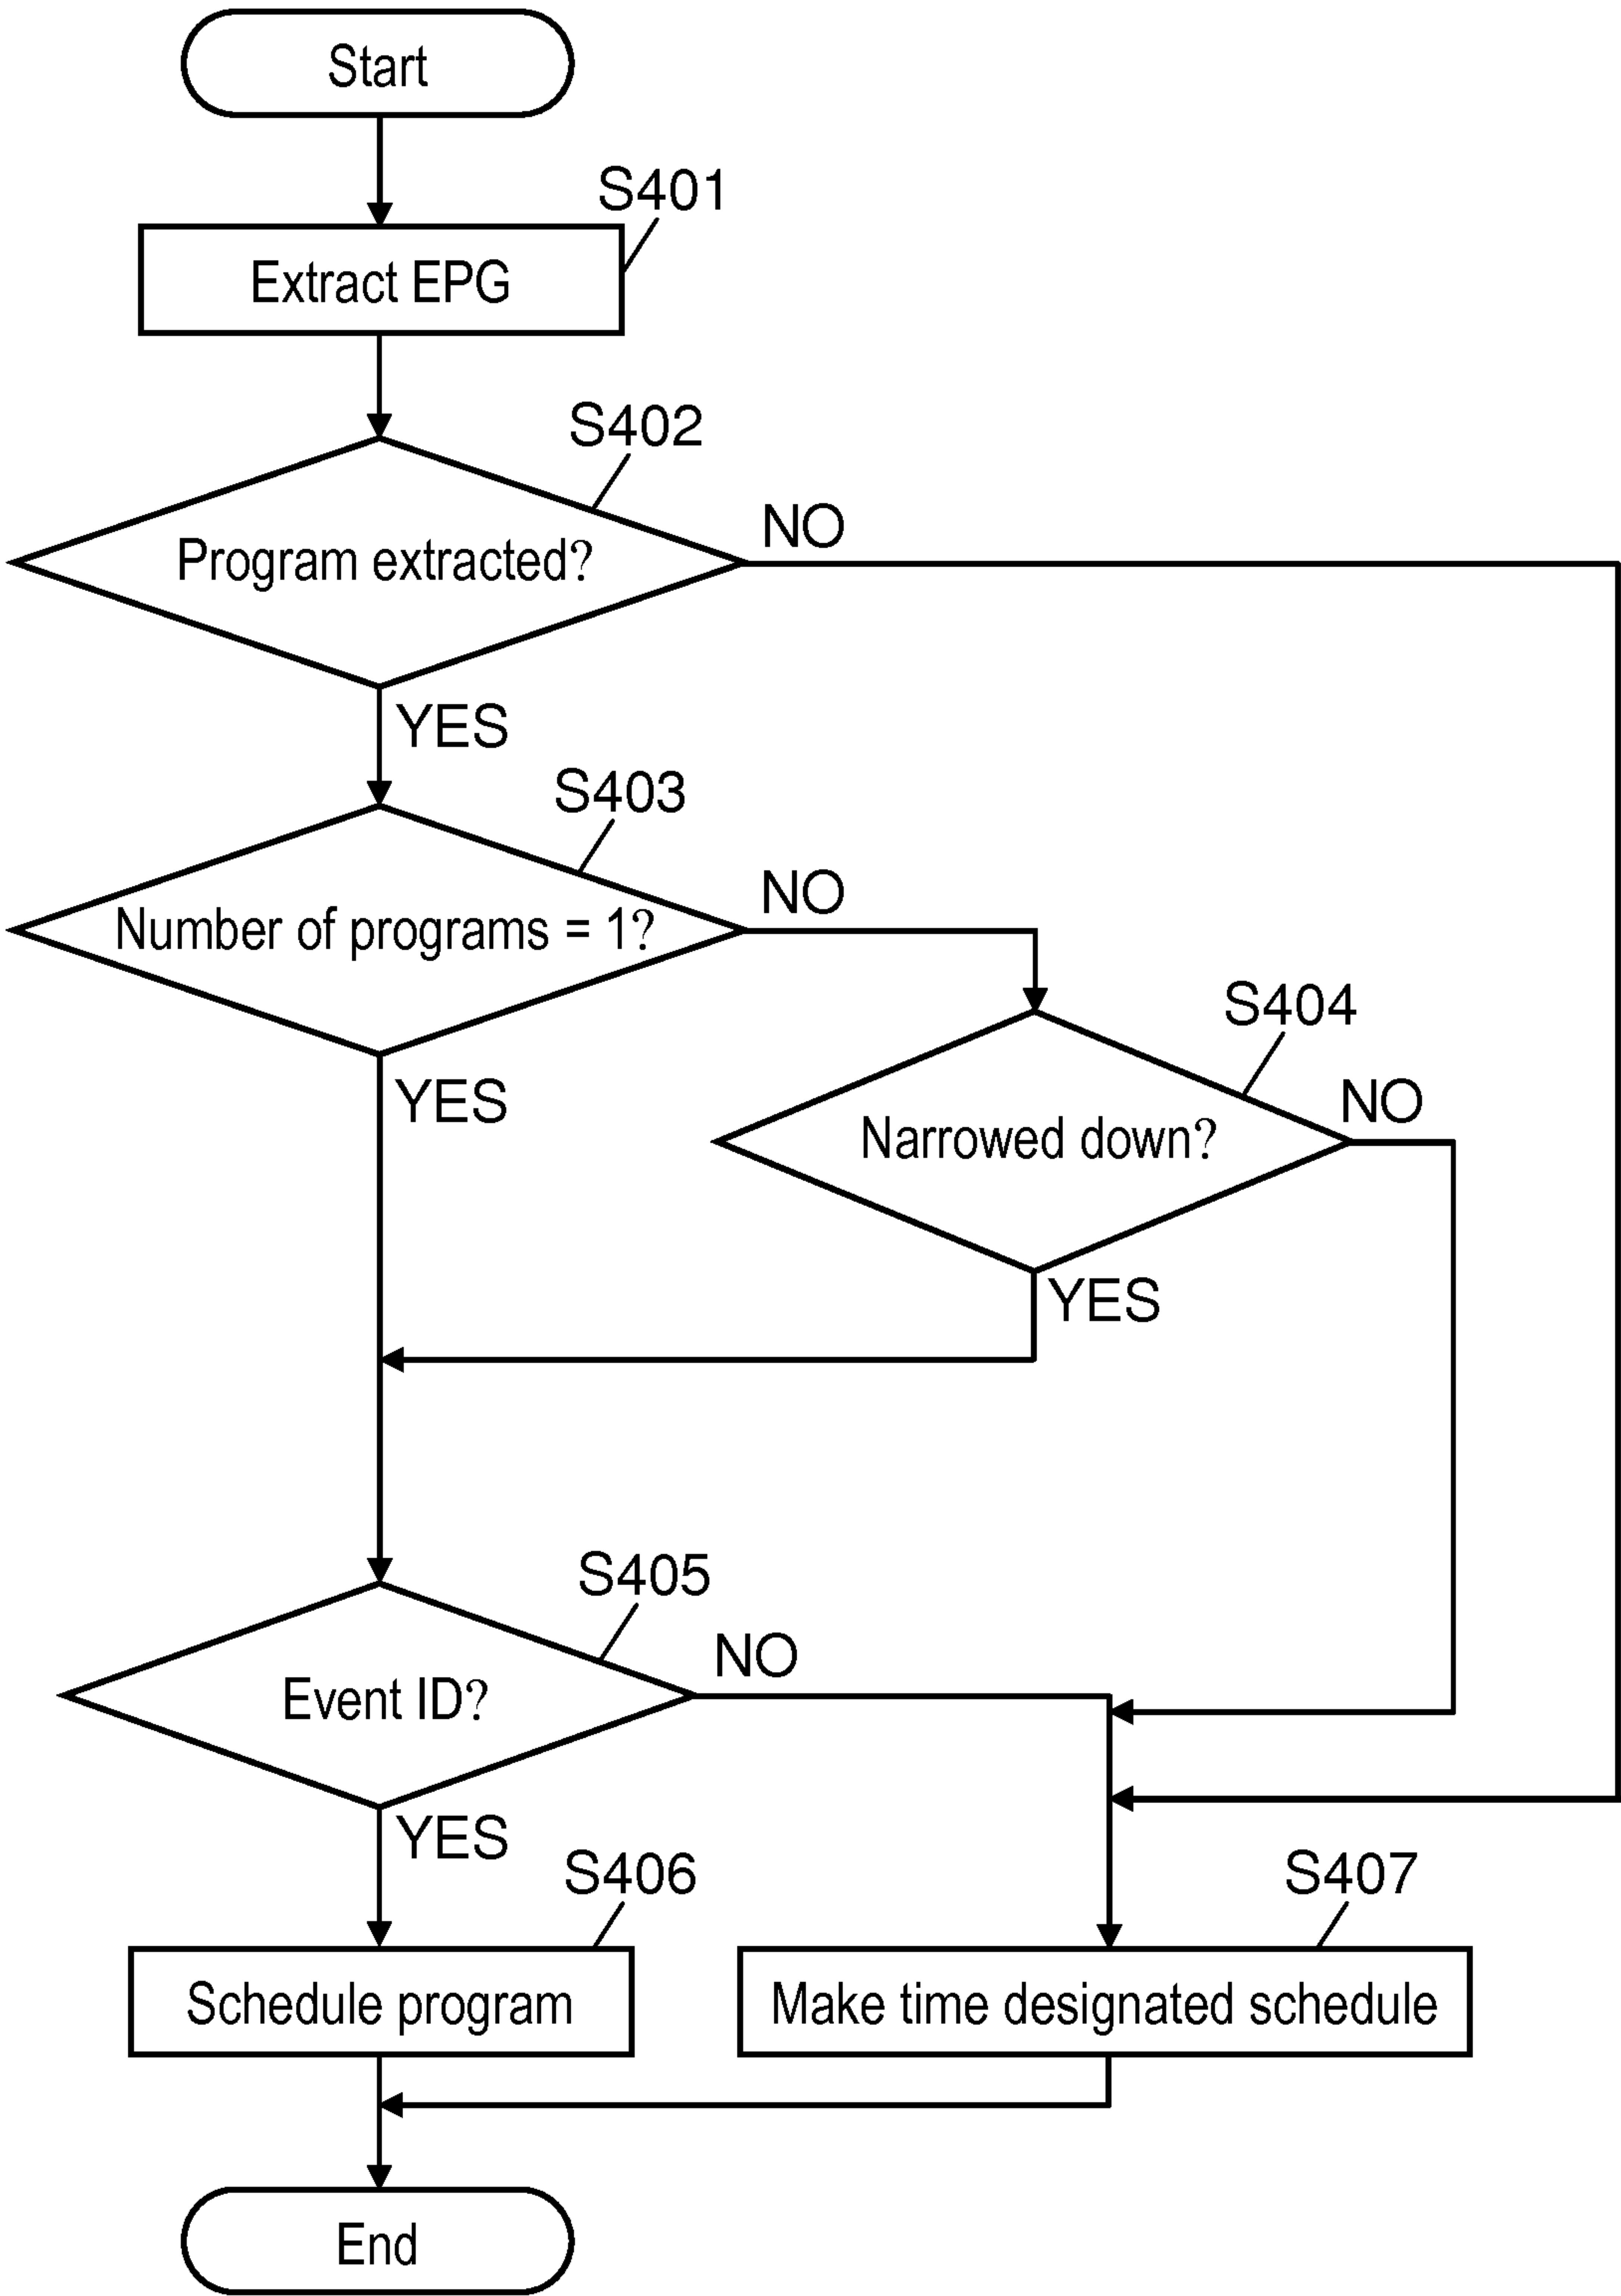 Start
S401
Extract EPG
S402
Program extracted?
NO
YES
S403
Number of programs = 1?
NO
YES
S404
Narrowed down?
NO
YES
S405
Event ID?
NO
YES
S406
Schedule program
S407
Make time designated schedule
End